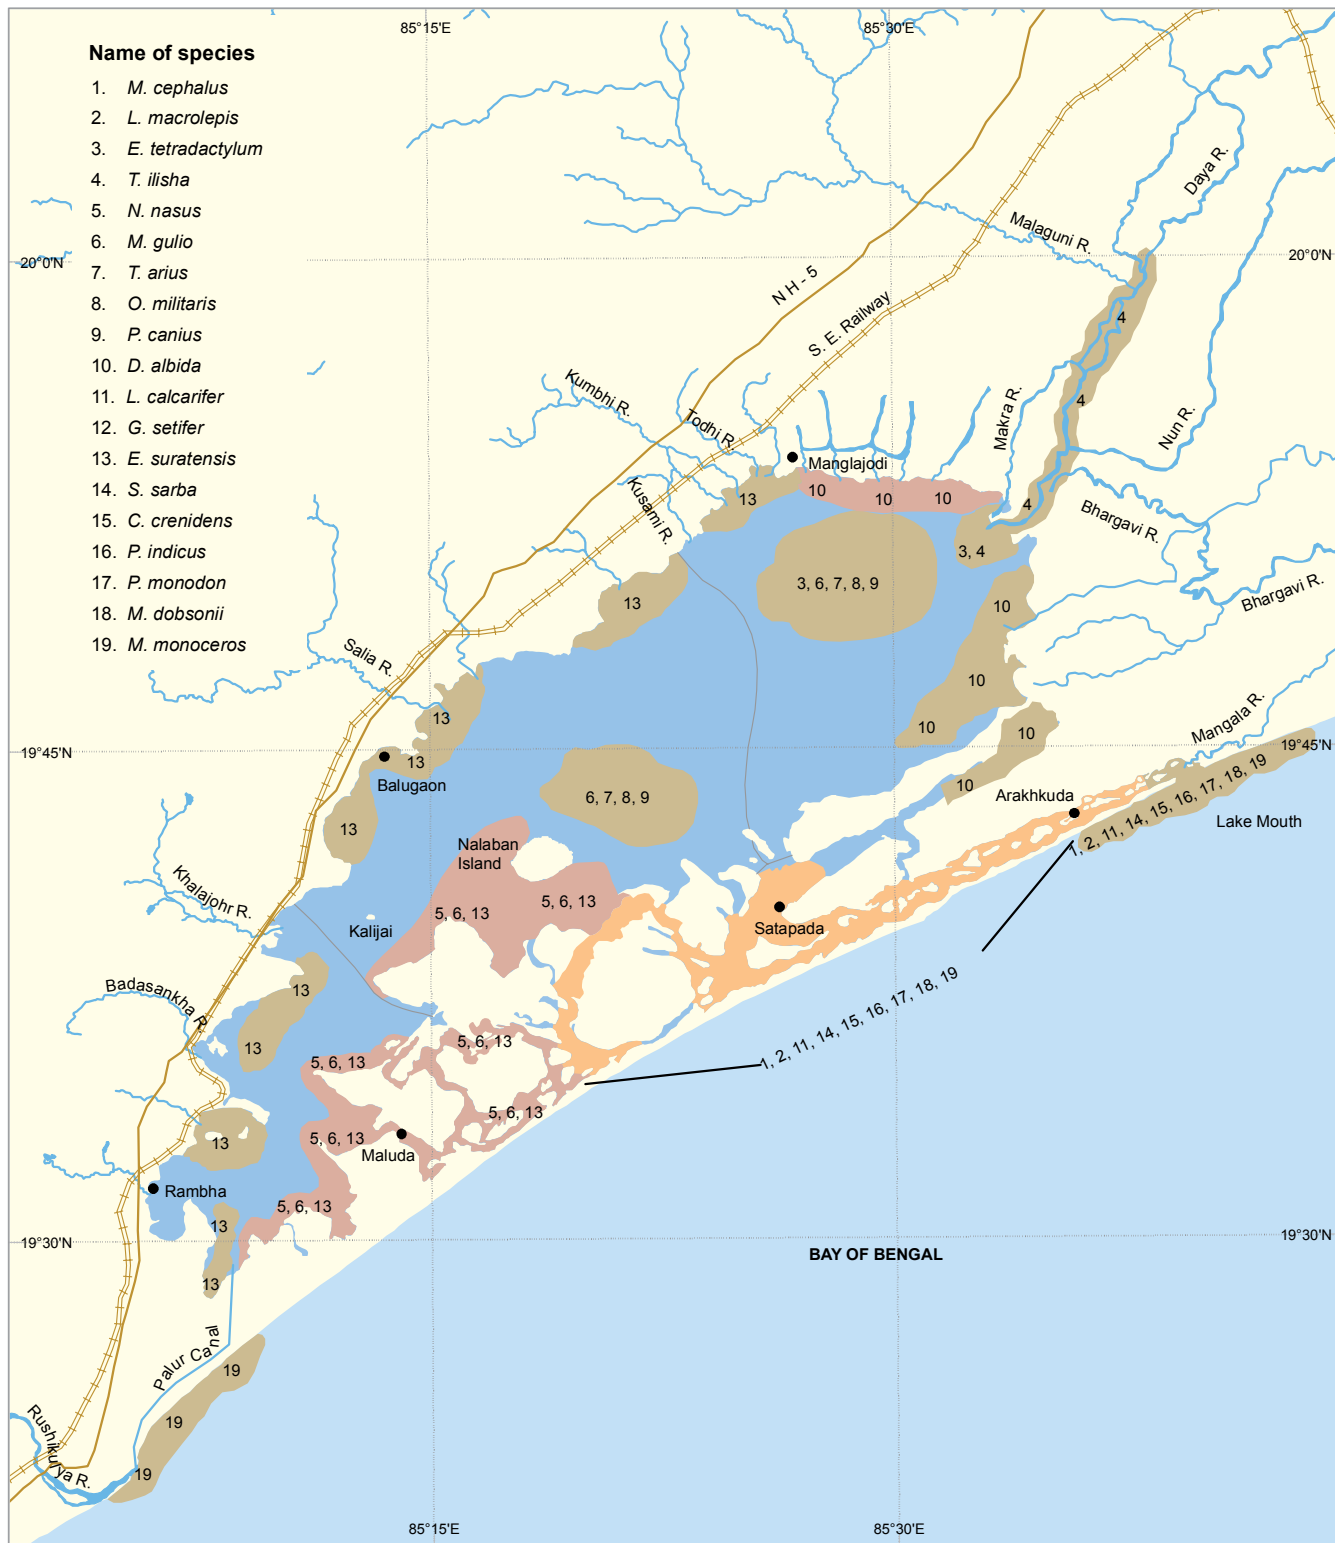 85°15'E
85°30'E
Name of species
1. M. cephalus
2. L. macrolepis
3. E. tetradactylum
4. T. ilisha
5. N. nasus
6. M. gulio
7. T. arius
8. O. militaris
9. P. canius
10. D. albida
11. L. calcarifer
12. G. setifer
13. E. suratensis
14. S. sarba
15. C. crenidens
16. P. indicus
17. P. monodon
18. M. dobsonii
19. M. monoceros
Daya R.
Malaguni R.
20°0'N
20°0'N
N H - 5
S. E. Railway
4
4
Kumbhi R.
Todhi R.
Makra R.
Nun R.
Manglajodi
Kusami R.
13
10
10
10
4
Bhargavi R.
3, 4
3, 6, 7, 8, 9
Bhargavi R.
13
10
Salia R.
10
Mangala R.
13
10
10
19°45'N
19°45'N
13
Balugaon
10
Arakhkuda
6, 7, 8, 9
1, 2, 11, 14, 15, 16, 17, 18, 19
Lake Mouth
13
Nalaban
Island
Khalajohr R.
5, 6, 13
5, 6, 13
Kalijai
Satapada
Badasankha R.
13
1, 2, 11, 14, 15, 16, 17, 18, 19
13
5, 6, 13
5, 6, 13
5, 6, 13
13
5, 6, 13
Maluda
Rambha
5, 6, 13
13
19°30'N
19°30'N
BAY OF BENGAL
13
Palur Canal
19
19
Rushikulya R.
19
85°15'E
85°30'E